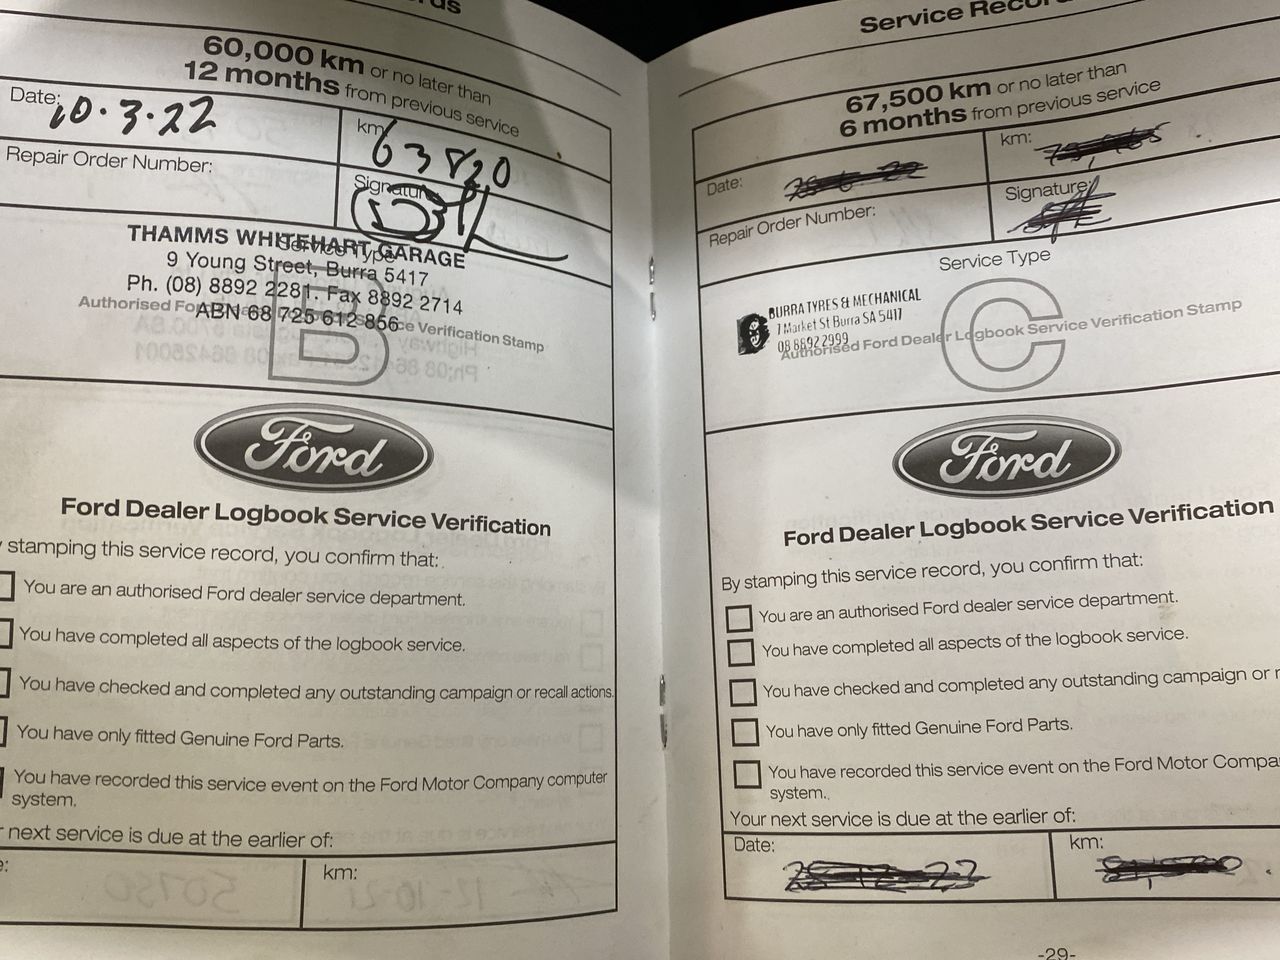 60,000 km or no later than
12 months from previous service
Date: 10.3.22
km: 63820
Repair Order Number:
Signature:
Service Type
B
THAMMS WHITEHART GARAGE
9 Young Street, Burra 5417
Ph. (08) 8892 2281. Fax 8892 2714
ABN 68 725 612 856
Verification Stamp
Ford
Ford Dealer Logbook Service Verification
stamping this service record, you confirm that:
You are an authorised Ford dealer service department.
You have completed all aspects of the logbook service.
You have checked and completed any outstanding campaign or recall actions.
You have only fitted Genuine Ford Parts.
You have recorded this service event on the Ford Motor Company computer
system.
next service is due at the earlier of:
km:
Service
67,500 km or no later than
6 months from previous service
Date:
km:
Repair Order Number:
Signature:
Service Type
C
BURRA TYRES & MECHANICAL
1 Market St Burra SA 5417
08 8892 2999
Authorised Ford Dealer Logbook Service Verification Stamp
Ford
Ford Dealer Logbook Service Verification
By stamping this service record, you confirm that:
You are an authorised Ford dealer service department.
You have completed all aspects of the logbook service.
You have checked and completed any outstanding campaign or
You have only fitted Genuine Ford Parts.
You have recorded this service event on the Ford Motor
system.
Your next service is due at the earlier of:
Date:
km:
-29-